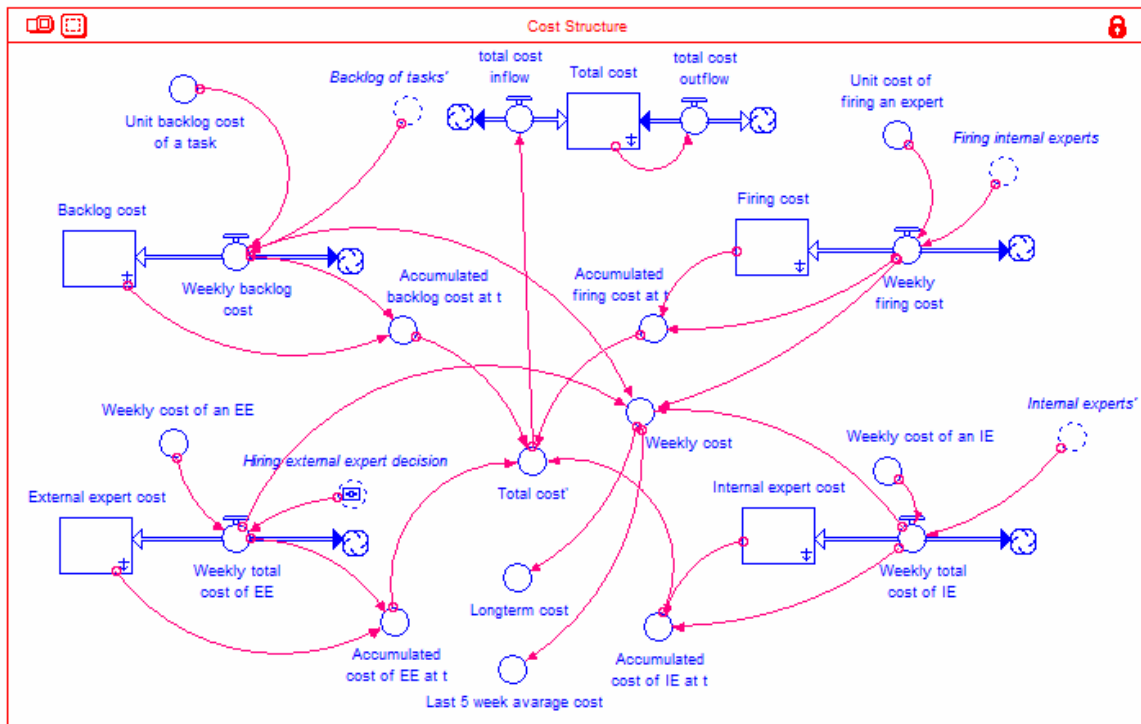 Cost Structure
total cost
inflow
Total cost
total cost
outflow
Backlog of tasks'
Unit cost of
firing an expert
Unit backlog cost
of a task
Firing internal experts
Backlog cost
Firing cost
Weekly backlog
cost
Accumulated
backlog cost at t
Accumulated
firing cost at t
Weekly
firing cost
Weekly cost of an EE
Weekly cost
Weekly cost of an IE
Internal experts'
Hiring external expert decision
External expert cost
Total cost'
Internal expert cost
Weekly total
cost of EE
Weekly total
cost of IE
Longterm cost
Accumulated
cost of EE at t
Accumulated
cost of IE at t
Last 5 week avarage cost